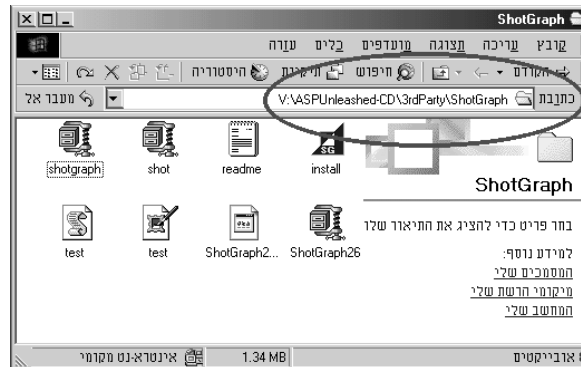 ShotGraph
קובץ עריכה תצוגה מועדפים כלים עזרה
הקודם חיפוש תיקיות היסטוריה
כתובת V:\ASPUnleashed-CD\3rdParty\ShotGraph מעבר אל
shotgraph shot readme install
test test ShotGraph2... ShotGraph26
ShotGraph
בחר פריט כדי להציג את התיאור שלו
למידע נוסף:
המסמכים שלי
מיקומי הרשת שלי
המחשב שלי
אובייקטים 1.34 MB אינטרא-נט מקומי